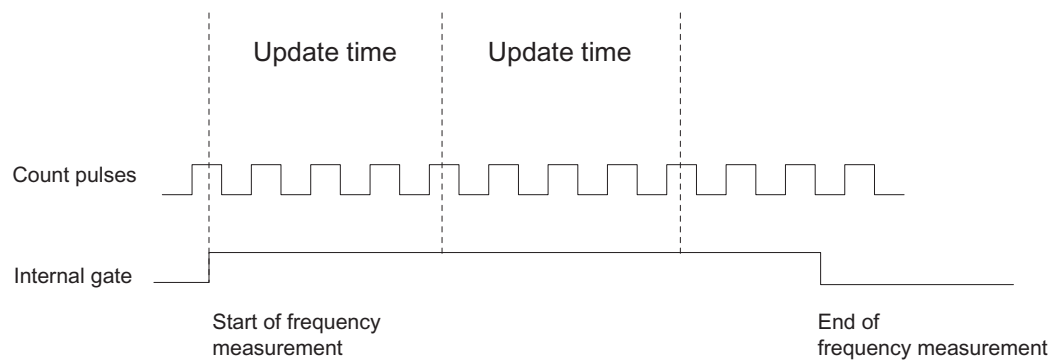 Update time
Update time
Count pulses
Internal gate
Start of frequency
measurement
End of
frequency measurement